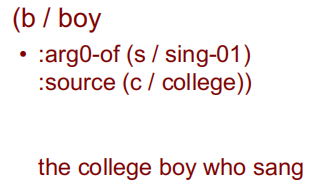 (b / boy
• :arg0-of (s / sing-01)
:source (c / college))
the college boy who sang